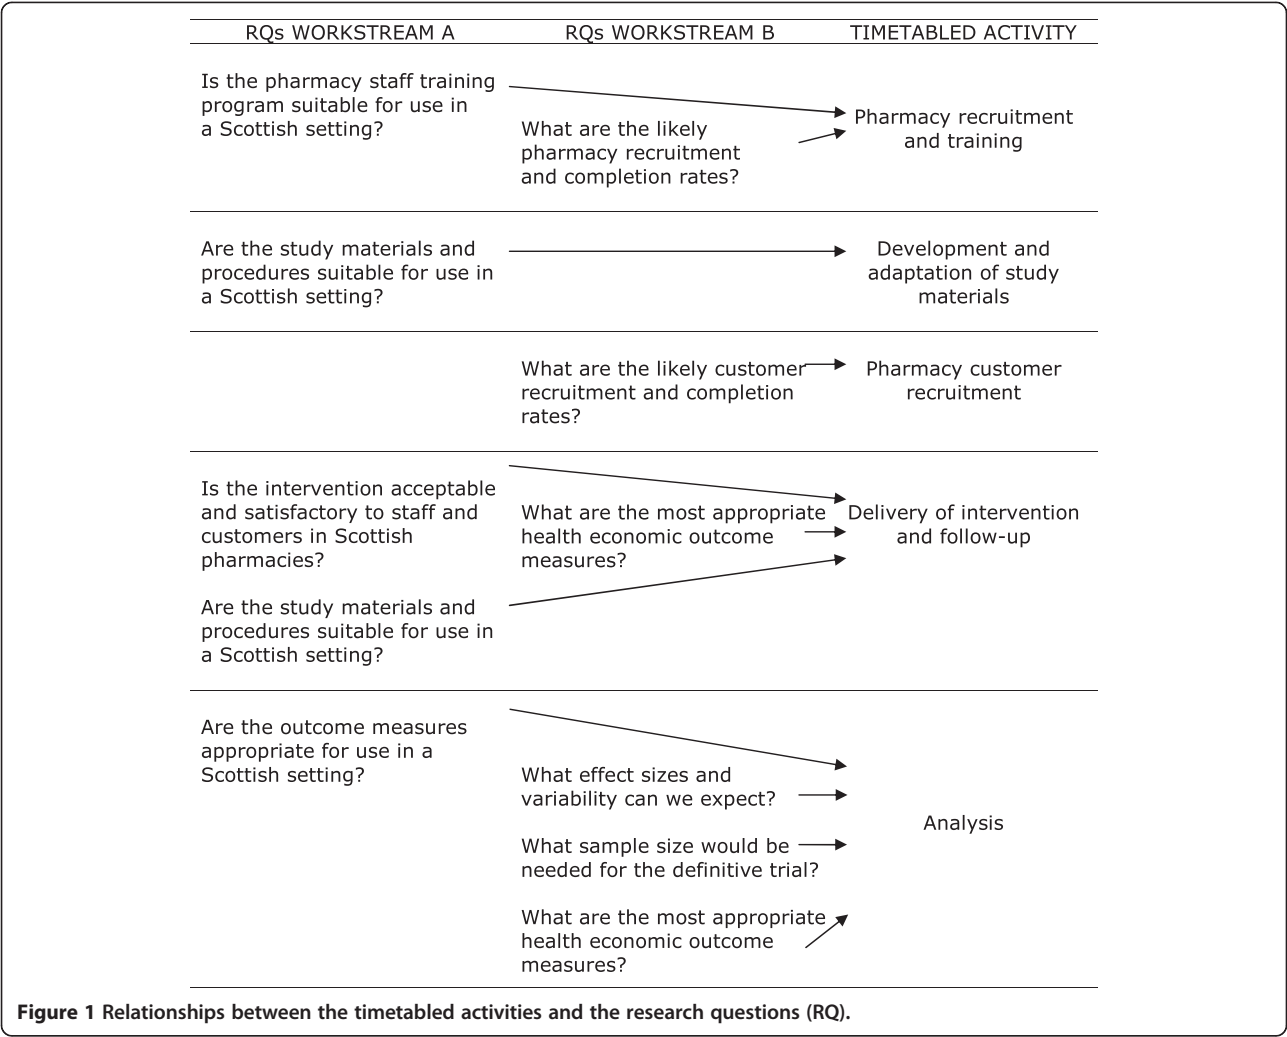 RQs WORKSTREAM A
RQs WORKSTREAM B
TIMETABLED ACTIVITY
Is the pharmacy staff training
program suitable for use in
a Scottish setting?
What are the likely
pharmacy recruitment
and completion rates?
Pharmacy recruitment
and training
Are the study materials and
procedures suitable for use in
a Scottish setting?
Development and
adaptation of study
materials
What are the likely customer
recruitment and completion
rates?
Pharmacy customer
recruitment
Is the intervention acceptable
and satisfactory to staff and
customers in Scottish
pharmacies?
Are the study materials and
procedures suitable for use in
a Scottish setting?
What are the most appropriate
health economic outcome
measures?
Delivery of intervention
and follow-up
Are the outcome measures
appropriate for use in a
Scottish setting?
What effect sizes and
variability can we expect?
What sample size would be
needed for the definitive trial?
What are the most appropriate
health economic outcome
measures?
Analysis
Figure 1 Relationships between the timetabled activities and the research questions (RQ).